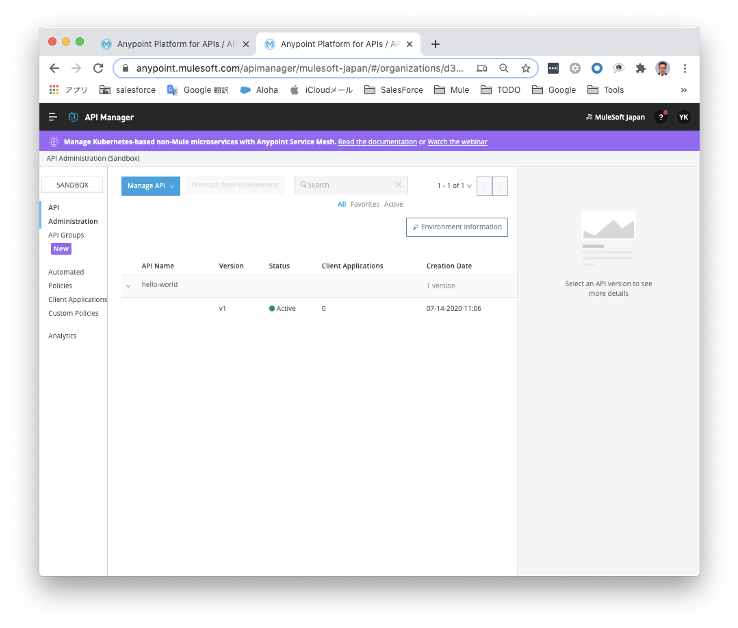 Anypoint Platform for APIs / AP
Anypoint Platform for APIs / AP
anypoint.mulesoft.com/apimanager/mulesoft-japan/#/organizations/d3...
アプリ salesforce Google 翻訳 Aloha iCloudメール SalesForce Mule TODO Google Tools »
API Manager MuleSoft Japan ? YK
Manage Kubernetes-based non-Mule microservices with Anypoint Service Mesh. Read the documentation or Watch the webinar
API Administration (Sandbox)
SANDBOX
API
Administration
API Groups
New
Automated
Policies
Client Applications
Custom Policies
Analytics
Manage API Promote from environment Search 1 - 1 of 1
All Favorites Active
Environment information
API Name Version Status Client Applications Creation Date
hello-world 1 version
v1 Active 0 07-14-2020 11:06
Select an API version to see
more details